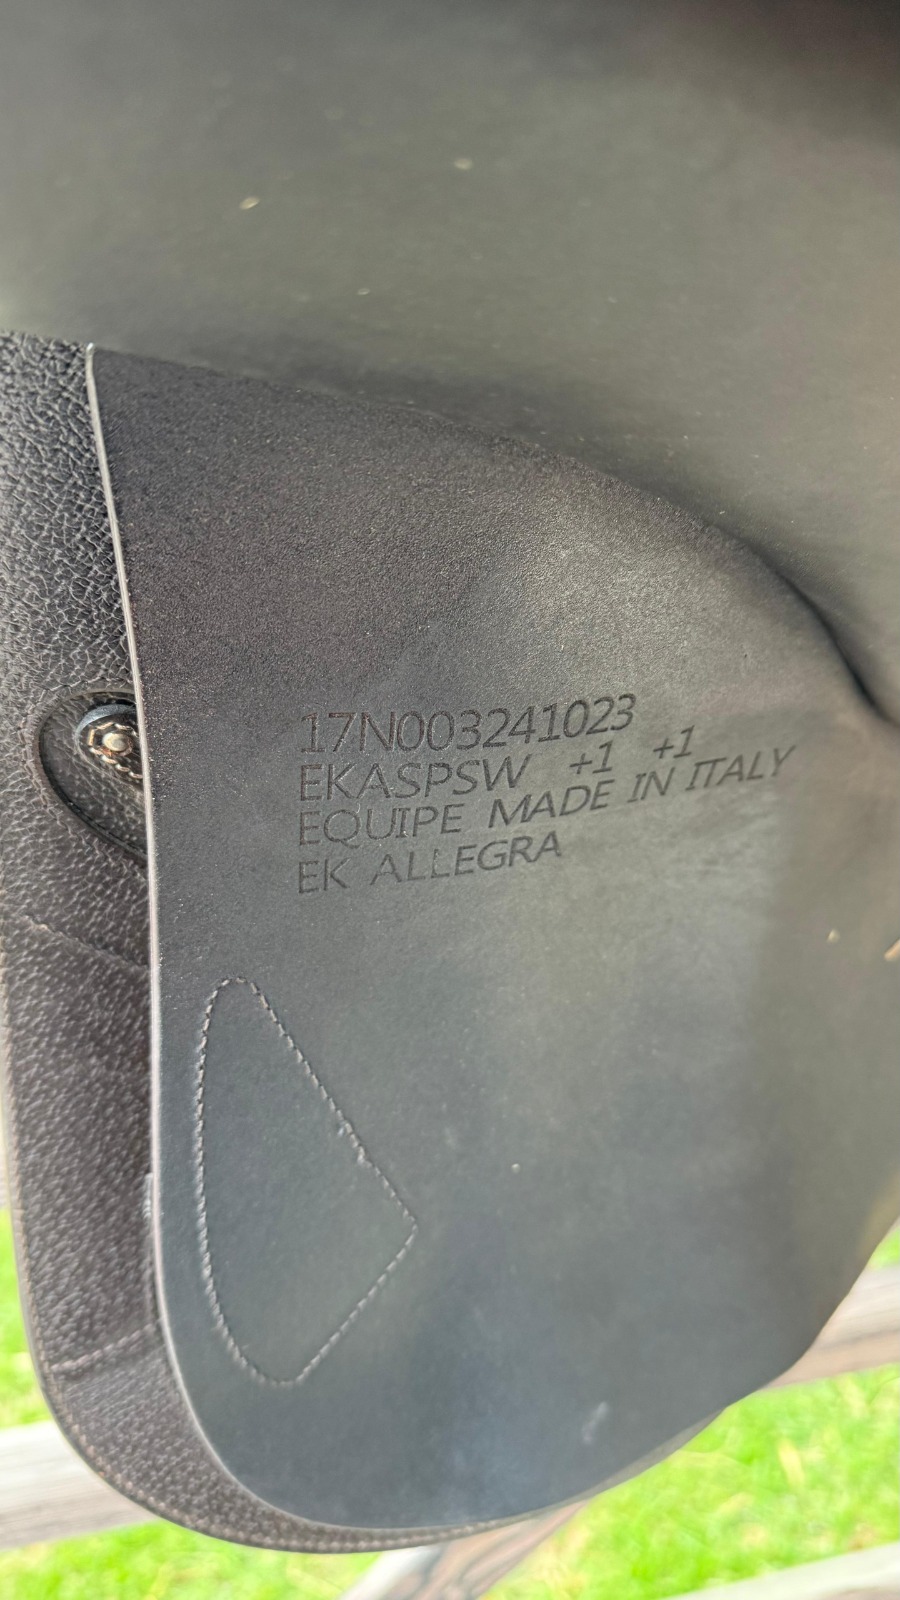 17N003241023
EKASPSW +1 +1
EQUIPE MADE IN ITALY
EK ALLEGRA